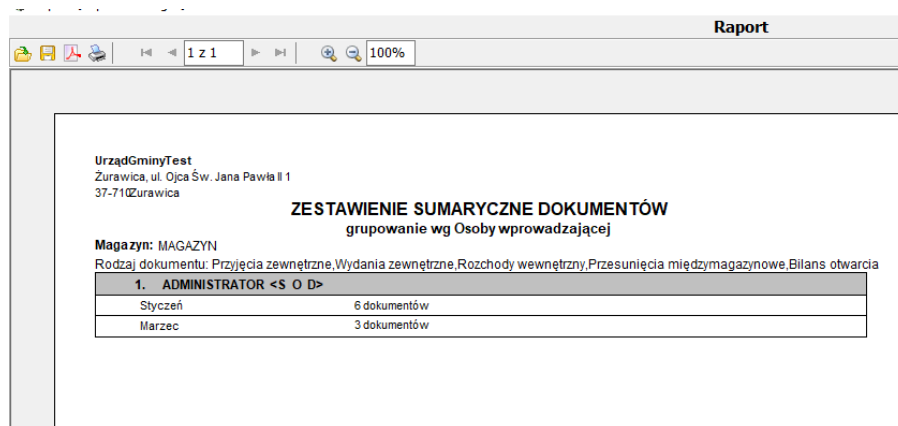 Raport
1 z 1
100%
UrządGminyTest
Żurawica, ul. Ojca Św. Jana Pawła II 1
37-710Żurawica
ZESTAWIENIE SUMARYCZNE DOKUMENTÓW
grupowanie wg Osoby wprowadzającej
Magazyn: MAGAZYN
Rodzaj dokumentu: Przyjęcia zewnętrzne,Wydania zewnętrzne,Rozchody wewnętrzny,Przesunięcia międzymagazynowe,Bilans otwarcia
1. ADMINISTRATOR <S O D>
Styczeń 6 dokumentów
Marzec 3 dokumentów